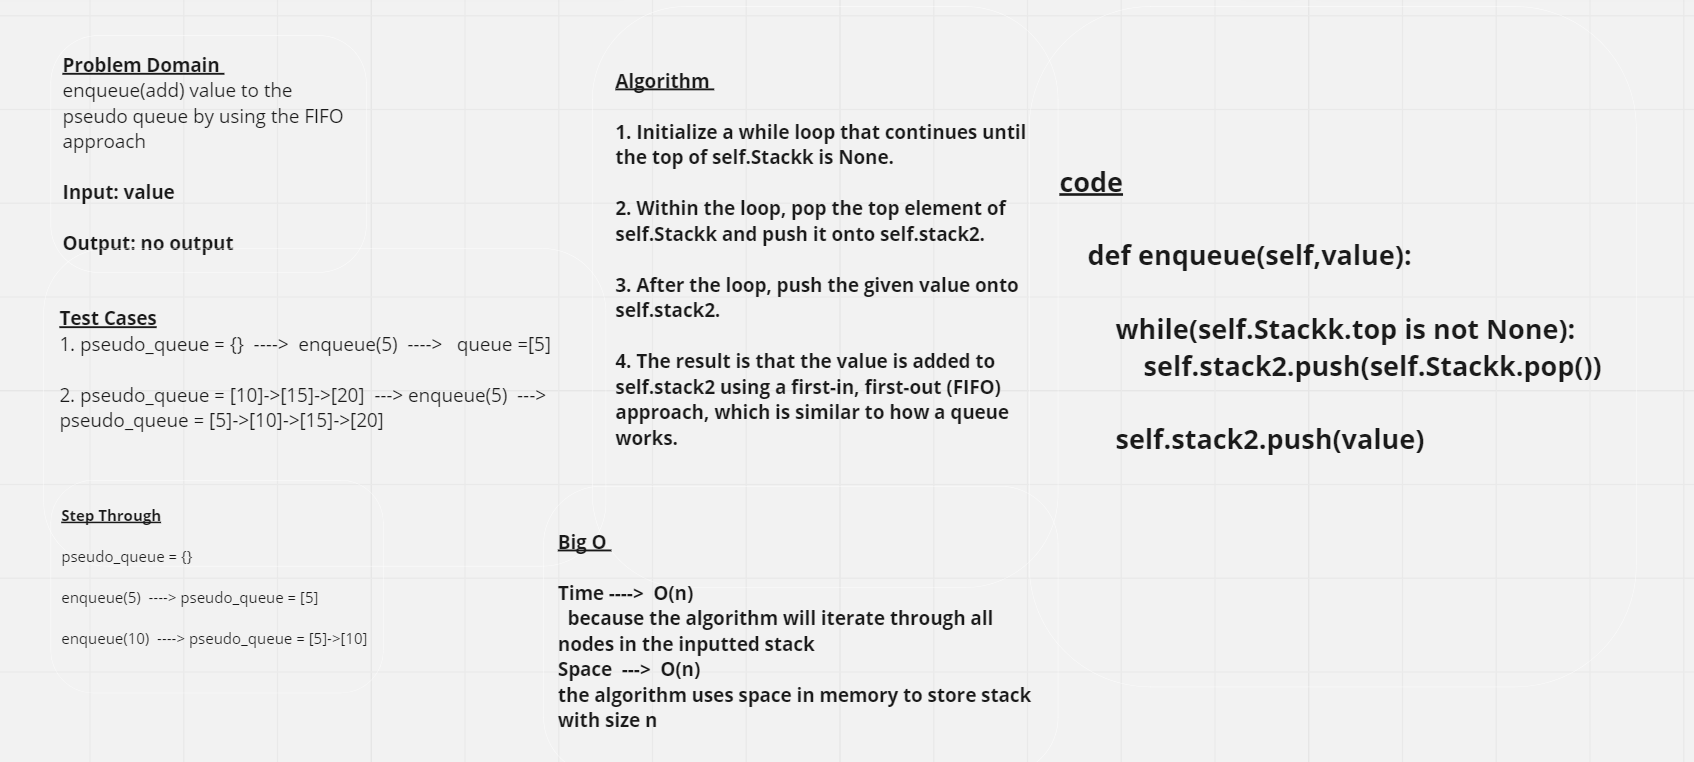 Problem Domain
enqueue(add) value to the
pseudo queue by using the FIFO
approach
Input: value
Output: no output
Test Cases
1. pseudo_queue = {}  ---->  enqueue(5)  ---->   queue =[5]
2. pseudo_queue = [10]->[15]->[20]  ---> enqueue(5)  --->
pseudo_queue = [5]->[10]->[15]->[20]
Step Through
pseudo_queue = {}
enqueue(5)  ----> pseudo_queue = [5]
enqueue(10)  ----> pseudo_queue = [5]->[10]
Algorithm
1. Initialize a while loop that continues until
the top of self.Stackk is None.
2. Within the loop, pop the top element of
self.Stackk and push it onto self.stack2.
3. After the loop, push the given value onto
self.stack2.
4. The result is that the value is added to
self.stack2 using a first-in, first-out (FIFO)
approach, which is similar to how a queue
works.
Big O
Time ---->  O(n)
because the algorithm will iterate through all
nodes in the inputted stack
Space  --->  O(n)
the algorithm uses space in memory to store stack
with size n
code
def enqueue(self,value):
while(self.Stackk.top is not None):
self.stack2.push(self.Stackk.pop())
self.stack2.push(value)